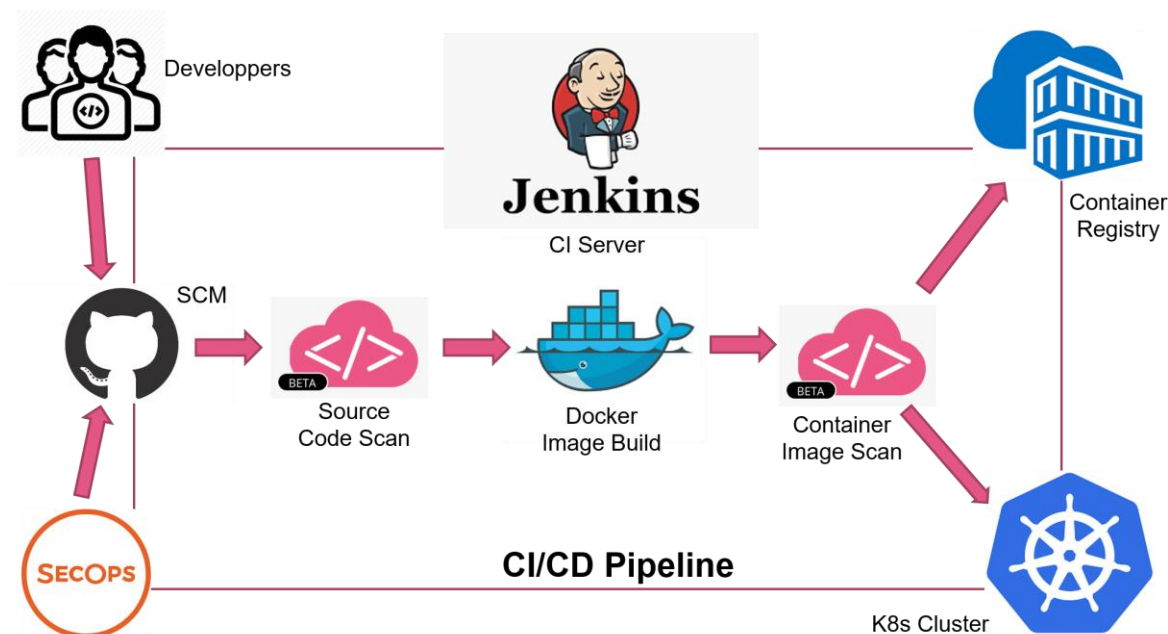 Developpers
</>
Jenkins
CI Server
Container
Registry
SCM
</>
BETA
Source
Code Scan
Docker
Image Build
</>
BETA
Container
Image Scan
SECOPS
CI/CD Pipeline
K8s Cluster